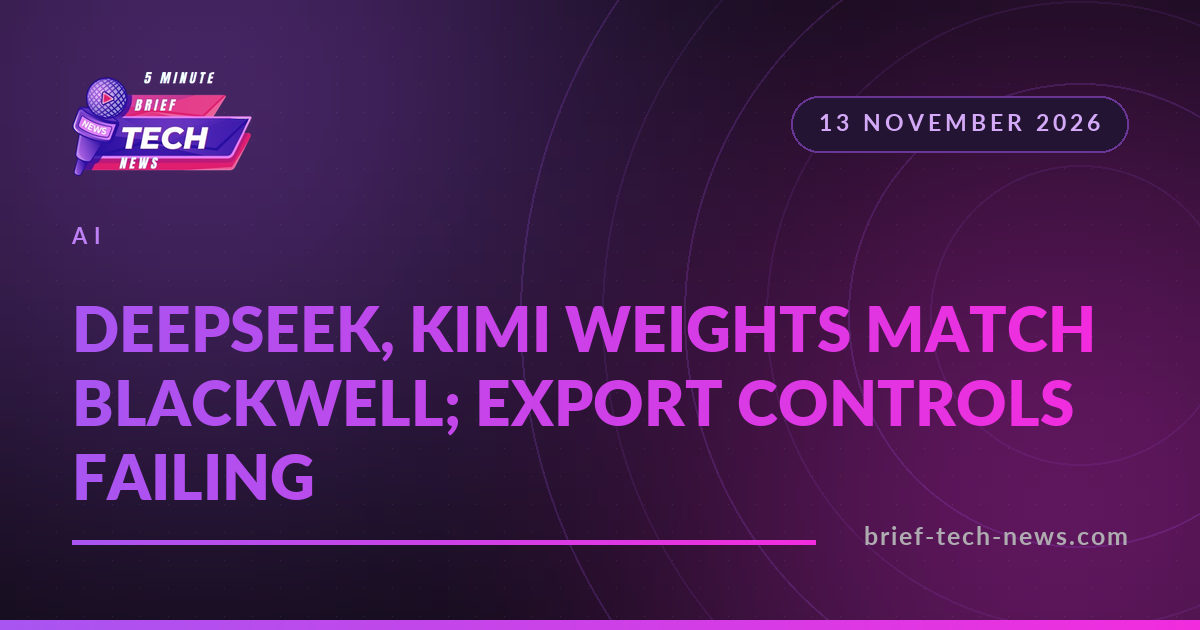 5 MINUTE
BRIEF
NEWS
TECH
NEWS
13 NOVEMBER 2026
AI
DEEPSEEK, KIMI WEIGHTS MATCH
BLACKWELL; EXPORT CONTROLS
FAILING
brief-tech-news.com